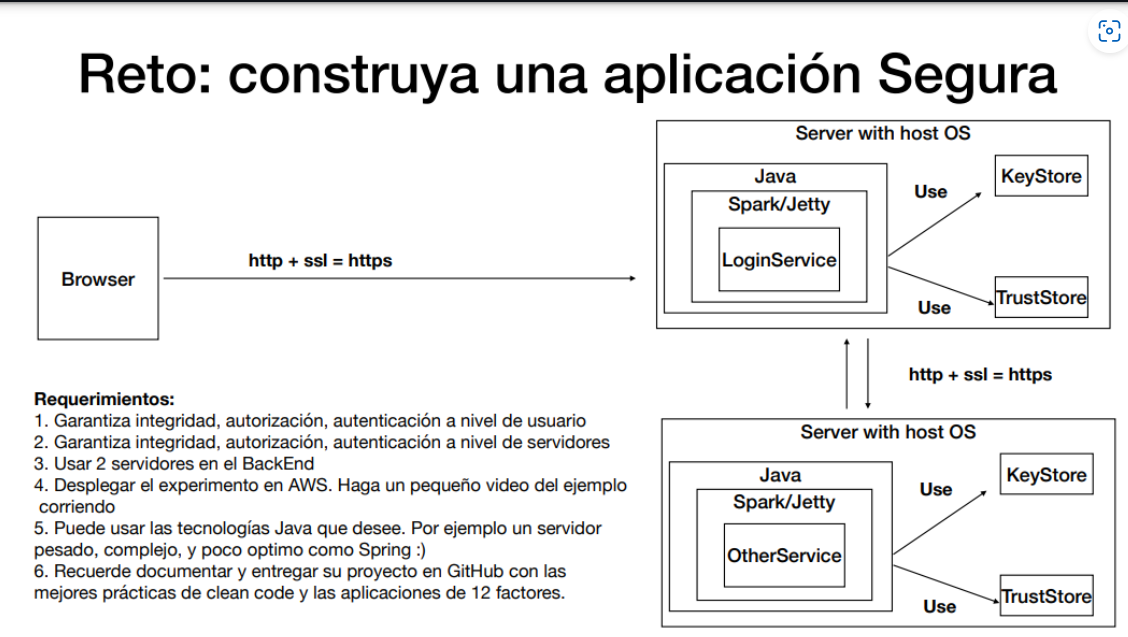 Reto: construya una aplicación Segura
Server with host OS
Java
Spark/Jetty
LoginService
Use
KeyStore
Use
TrustStore
Browser
http + ssl = https
http + ssl = https
Requerimientos:
1. Garantiza integridad, autorización, autenticación a nivel de usuario
2. Garantiza integridad, autorización, autenticación a nivel de servidores
3. Usar 2 servidores en el BackEnd
4. Desplegar el experimento en AWS. Haga un pequeño video del ejemplo
corriendo
5. Puede usar las tecnologías Java que desee. Por ejemplo un servidor
pesado, complejo, y poco optimo como Spring :)
6. Recuerde documentar y entregar su proyecto en GitHub con las
mejores prácticas de clean code y las aplicaciones de 12 factores.
Server with host OS
Java
Spark/Jetty
OtherService
Use
KeyStore
Use
TrustStore